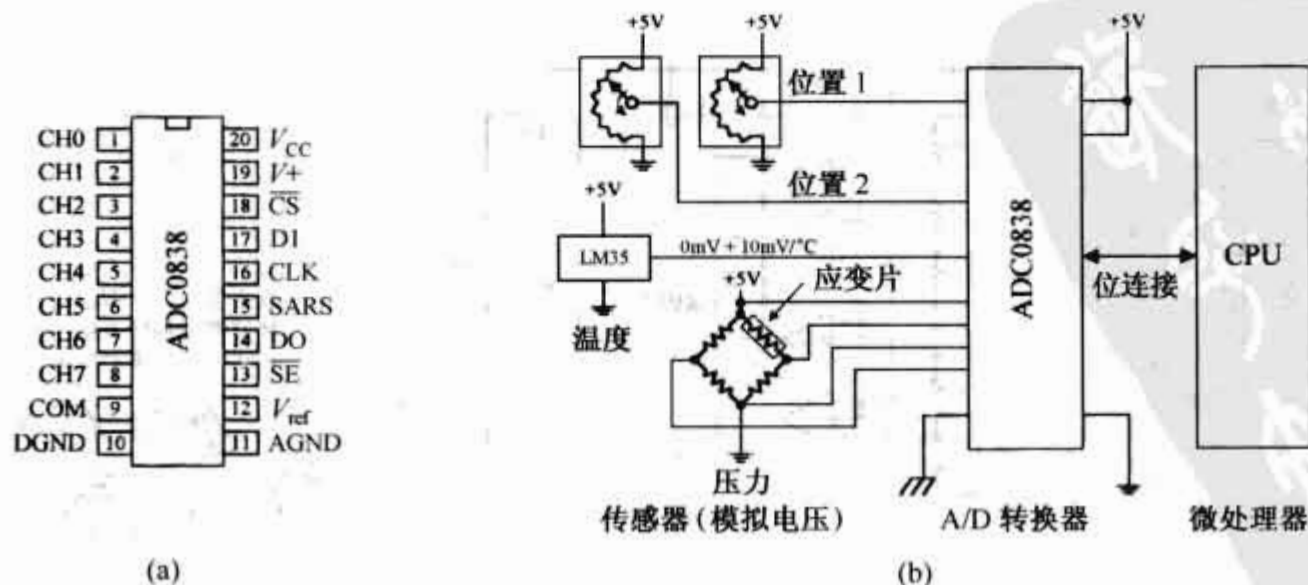 CH0 1 20 VCC
CH1 2 19 V+
CH2 3 18 CS
CH3 4 17 DI
CH4 5 16 CLK
CH5 6 15 SARS
CH6 7 14 DO
CH7 8 13 SE
COM 9 12 Vref
DGND 10 11 AGND
ADC0838
(a)
+5V +5V +5V
位置 1
位置 2
+5V
LM35
0mV + 10mV/°C
温度
+5V
应变片
压力
传感器(模拟电压)
ADC0838
A/D 转换器
位连接
CPU
微处理器
(b)